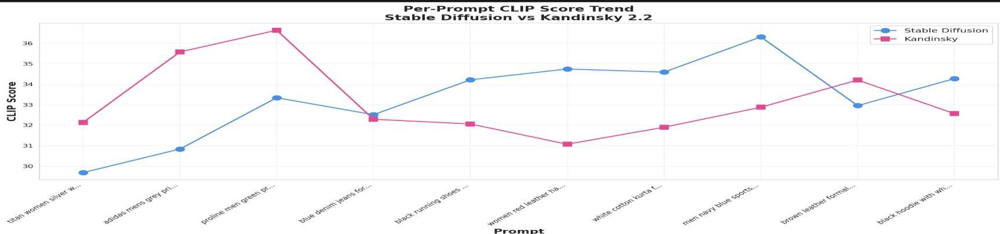 Per-Prompt CLIP Score Trend
Stable Diffusion vs Kandinsky 2.2
Stable Diffusion
Kandinsky
CLIP Score
36
35
34
33
32
31
30
titan women silver w...
adidas mens grey pri...
proline men green pr...
blue denim jeans for...
black running shoes ...
women red leather ha...
white cotton kurta f...
men navy blue sports...
brown leather formal...
black hoodie with wh...
Prompt